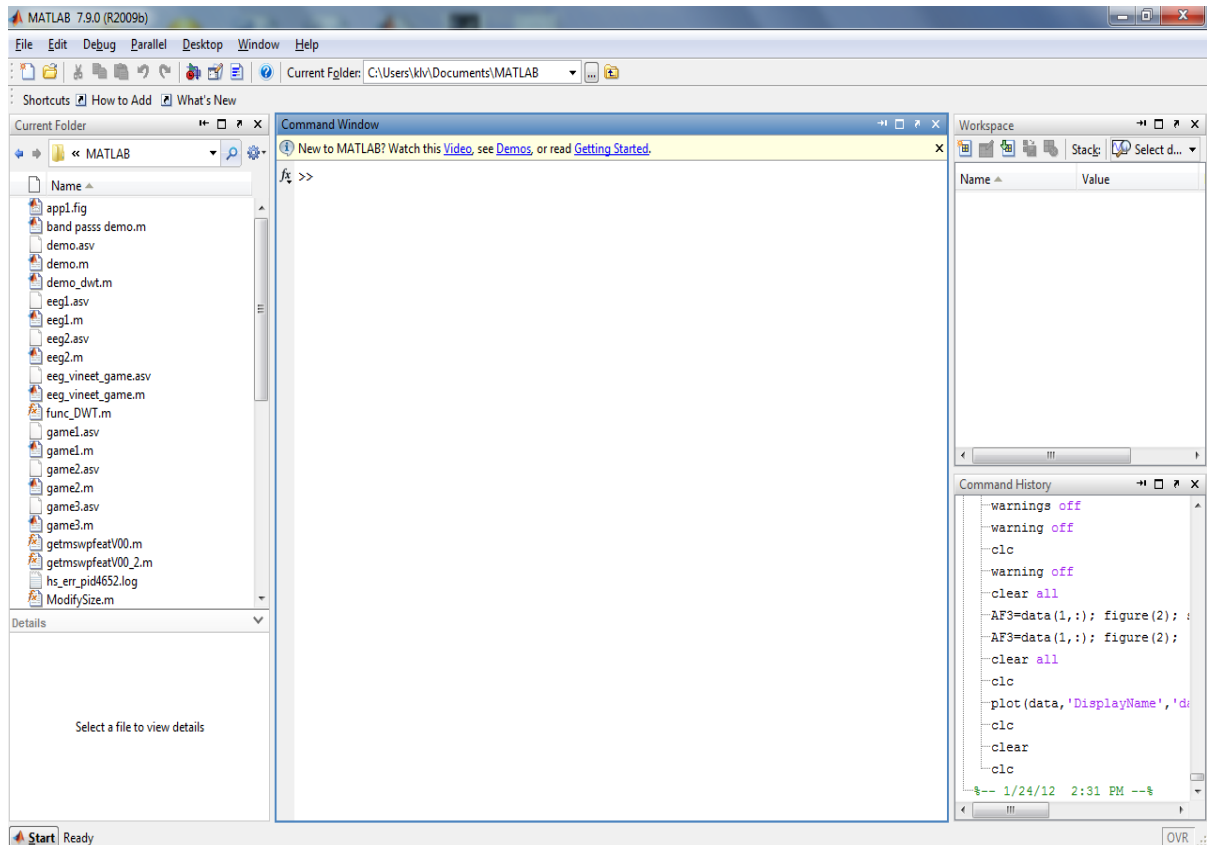 MATLAB 7.9.0 (R2009b)
File Edit Debug Parallel Desktop Window Help
Current Folder: C:\Users\klv\Documents\MATLAB
Shortcuts How to Add What's New
Current Folder
« MATLAB
Name
app1.fig
band passs demo.m
demo.asv
demo.m
demo_dwt.m
eeg1.asv
eeg1.m
eeg2.asv
eeg2.m
eeg_vineet_game.asv
eeg_vineet_game.m
func_DWT.m
game1.asv
game1.m
game2.asv
game2.m
game3.asv
game3.m
getmswpfeatV00.m
getmswpfeatV00_2.m
hs_err_pid4652.log
ModifySize.m
Details
Select a file to view details
Command Window
New to MATLAB? Watch this Video, see Demos, or read Getting Started.
fx >>
Workspace
Stack: Select d...
Name Value
Command History
warnings off
warning off
clc
warning off
clear all
AF3=data(1,:); figure(2);
AF3=data(1,:); figure(2);
clear all
clc
plot(data,'DisplayName','da
clc
clear
clc
%-- 1/24/12 2:31 PM --%
Start Ready
OVR